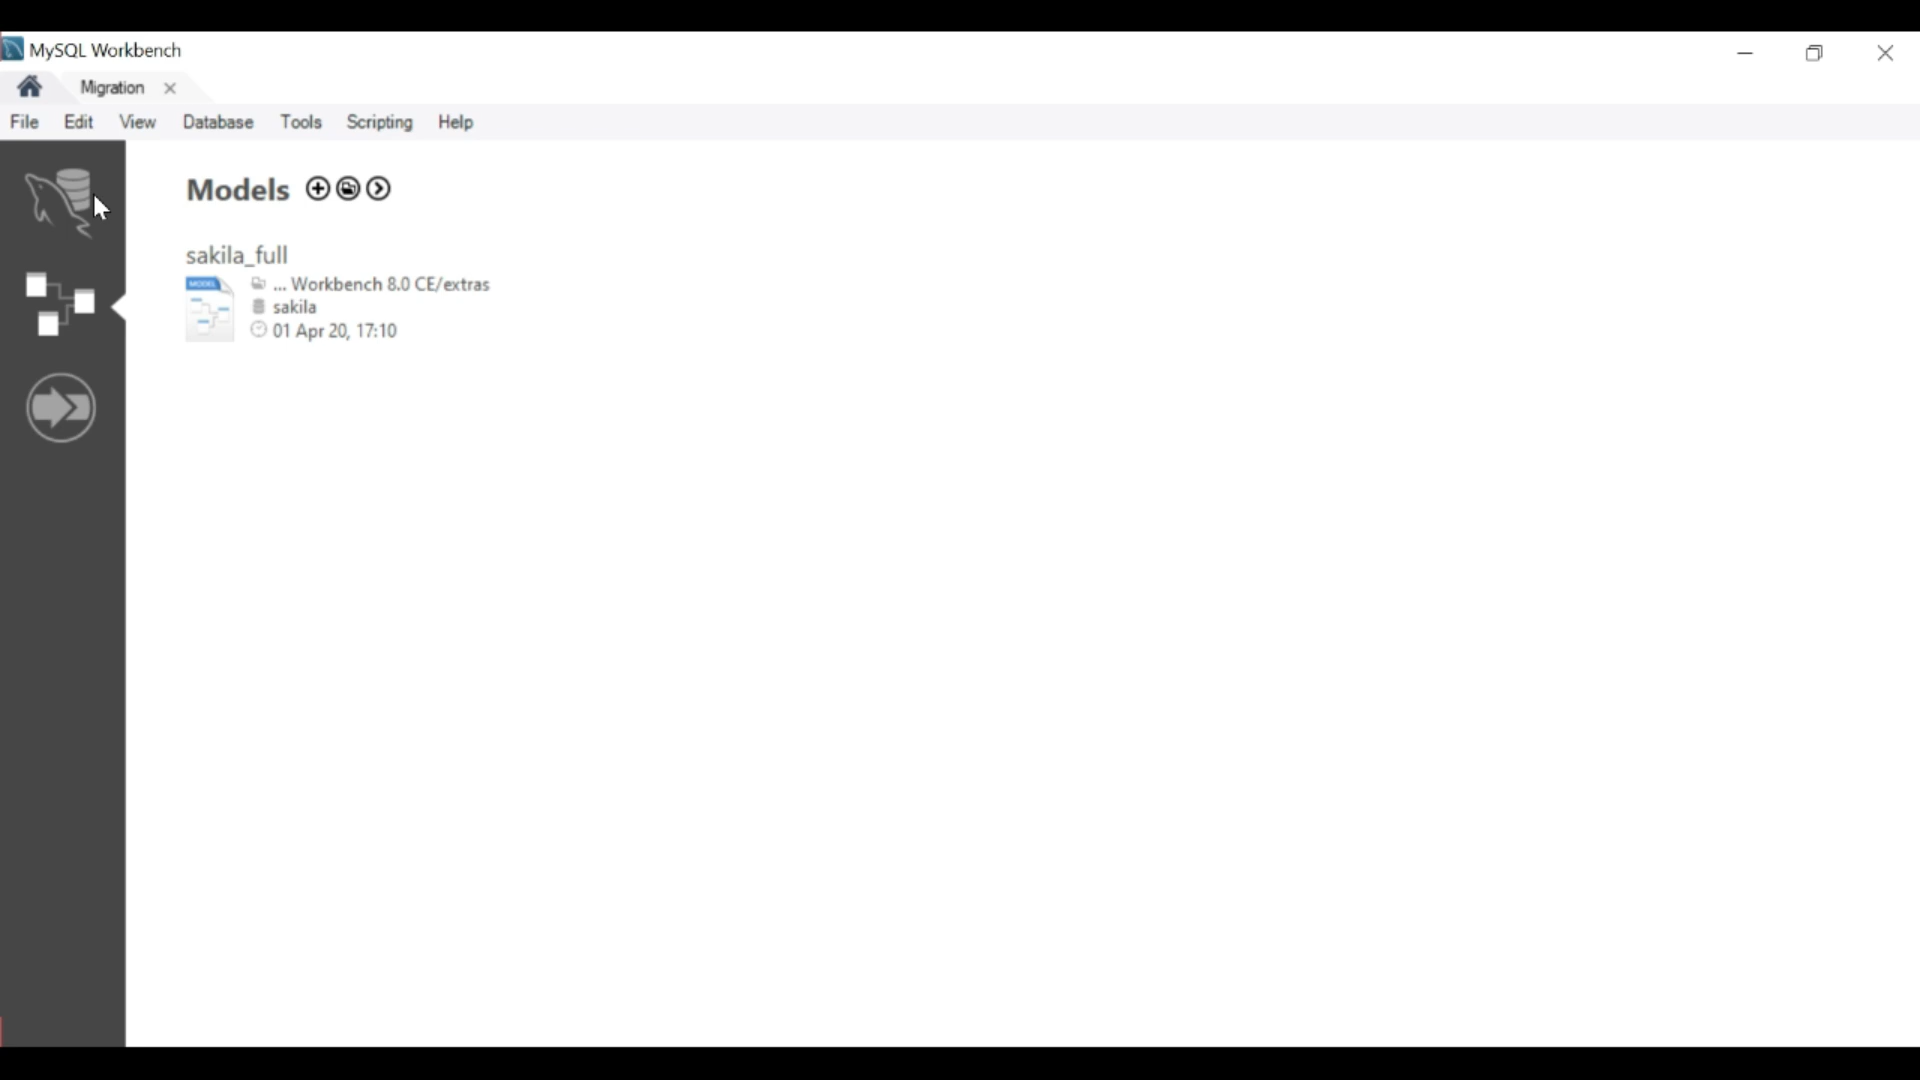 MySQL Workbench
Migration
File Edit View Database Tools Scripting Help
Models
sakila_full
MODEL
... Workbench 8.0 CE/extras
sakila
01 Apr 20, 17:10